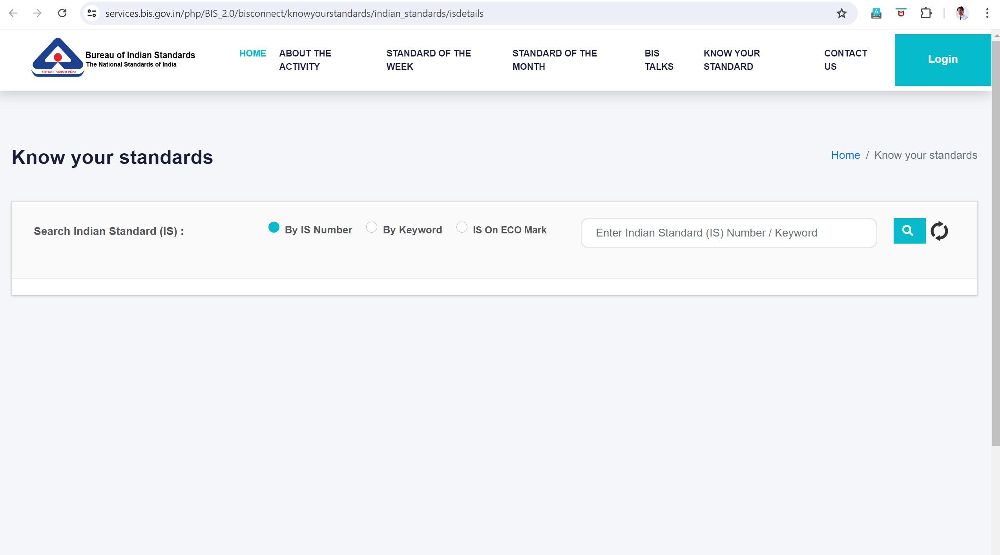 services.bis.gov.in/php/BIS_2.0/bisconnect/knowyourstandards/indian_standards/isdetails
Bureau of Indian Standards
The National Standards of India
मानकः पथप्रदर्शकः
HOME
ABOUT THE
ACTIVITY
STANDARD OF THE
WEEK
STANDARD OF THE
MONTH
BIS
TALKS
KNOW YOUR
STANDARD
CONTACT
US
Login
Know your standards
Home / Know your standards
Search Indian Standard (IS) :
By IS Number
By Keyword
IS On ECO Mark
Enter Indian Standard (IS) Number / Keyword